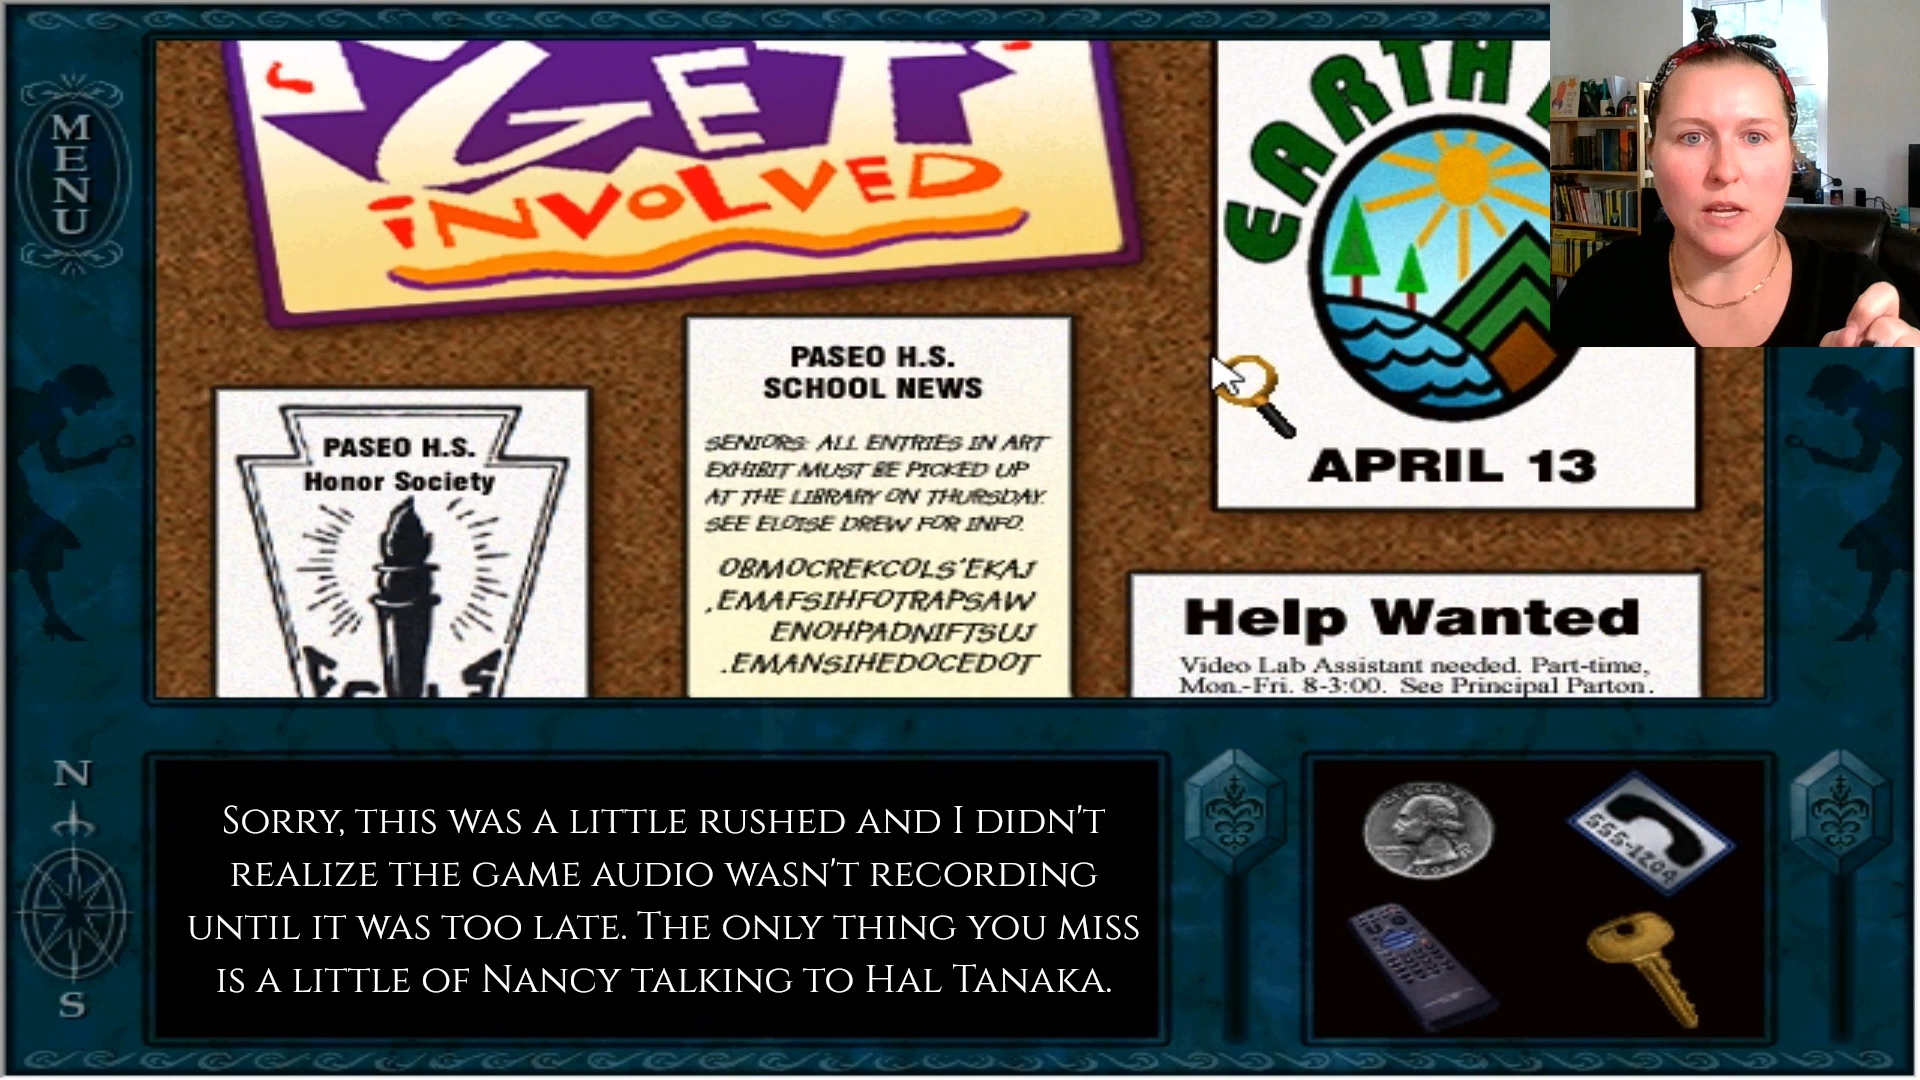 MENU
GET
INVOLVED
EARTH
APRIL 13
PASEO H.S.
SCHOOL NEWS
SENIORS: ALL ENTRIES IN ART
EXHIBIT MUST BE PICKED UP
AT THE LIBRARY ON THURSDAY.
SEE ELOISE DREW FOR INFO.
OBMOCREKCOLS'EKAJ
,EMAFSIHFOTRAPSAW
ENOHPADNIFTSUJ
.EMANSIHEDOCEDOT
PASEO H.S.
Honor Society
Help Wanted
Video Lab Assistant needed. Part-time,
Mon.-Fri. 8-3:00. See Principal Parton.
N
S
SORRY, THIS WAS A LITTLE RUSHED AND I DIDN'T
REALIZE THE GAME AUDIO WASN'T RECORDING
UNTIL IT WAS TOO LATE. THE ONLY THING YOU MISS
IS A LITTLE OF NANCY TALKING TO HAL TANAKA.
555-1204